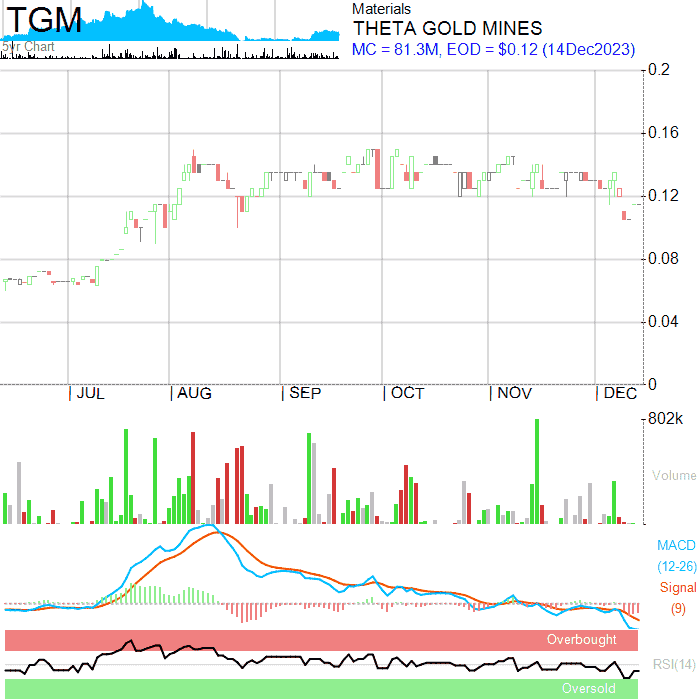 TGM
5yr Chart
Materials
THETA GOLD MINES
MC = 81.3M, EOD = $0.12 (14Dec2023)
0.2
0.16
0.12
0.08
0.04
0
JUL
AUG
SEP
OCT
NOV
DEC
802k
Volume
MACD
(12-26)
Signal
(9)
Overbought
RSI(14)
Oversold